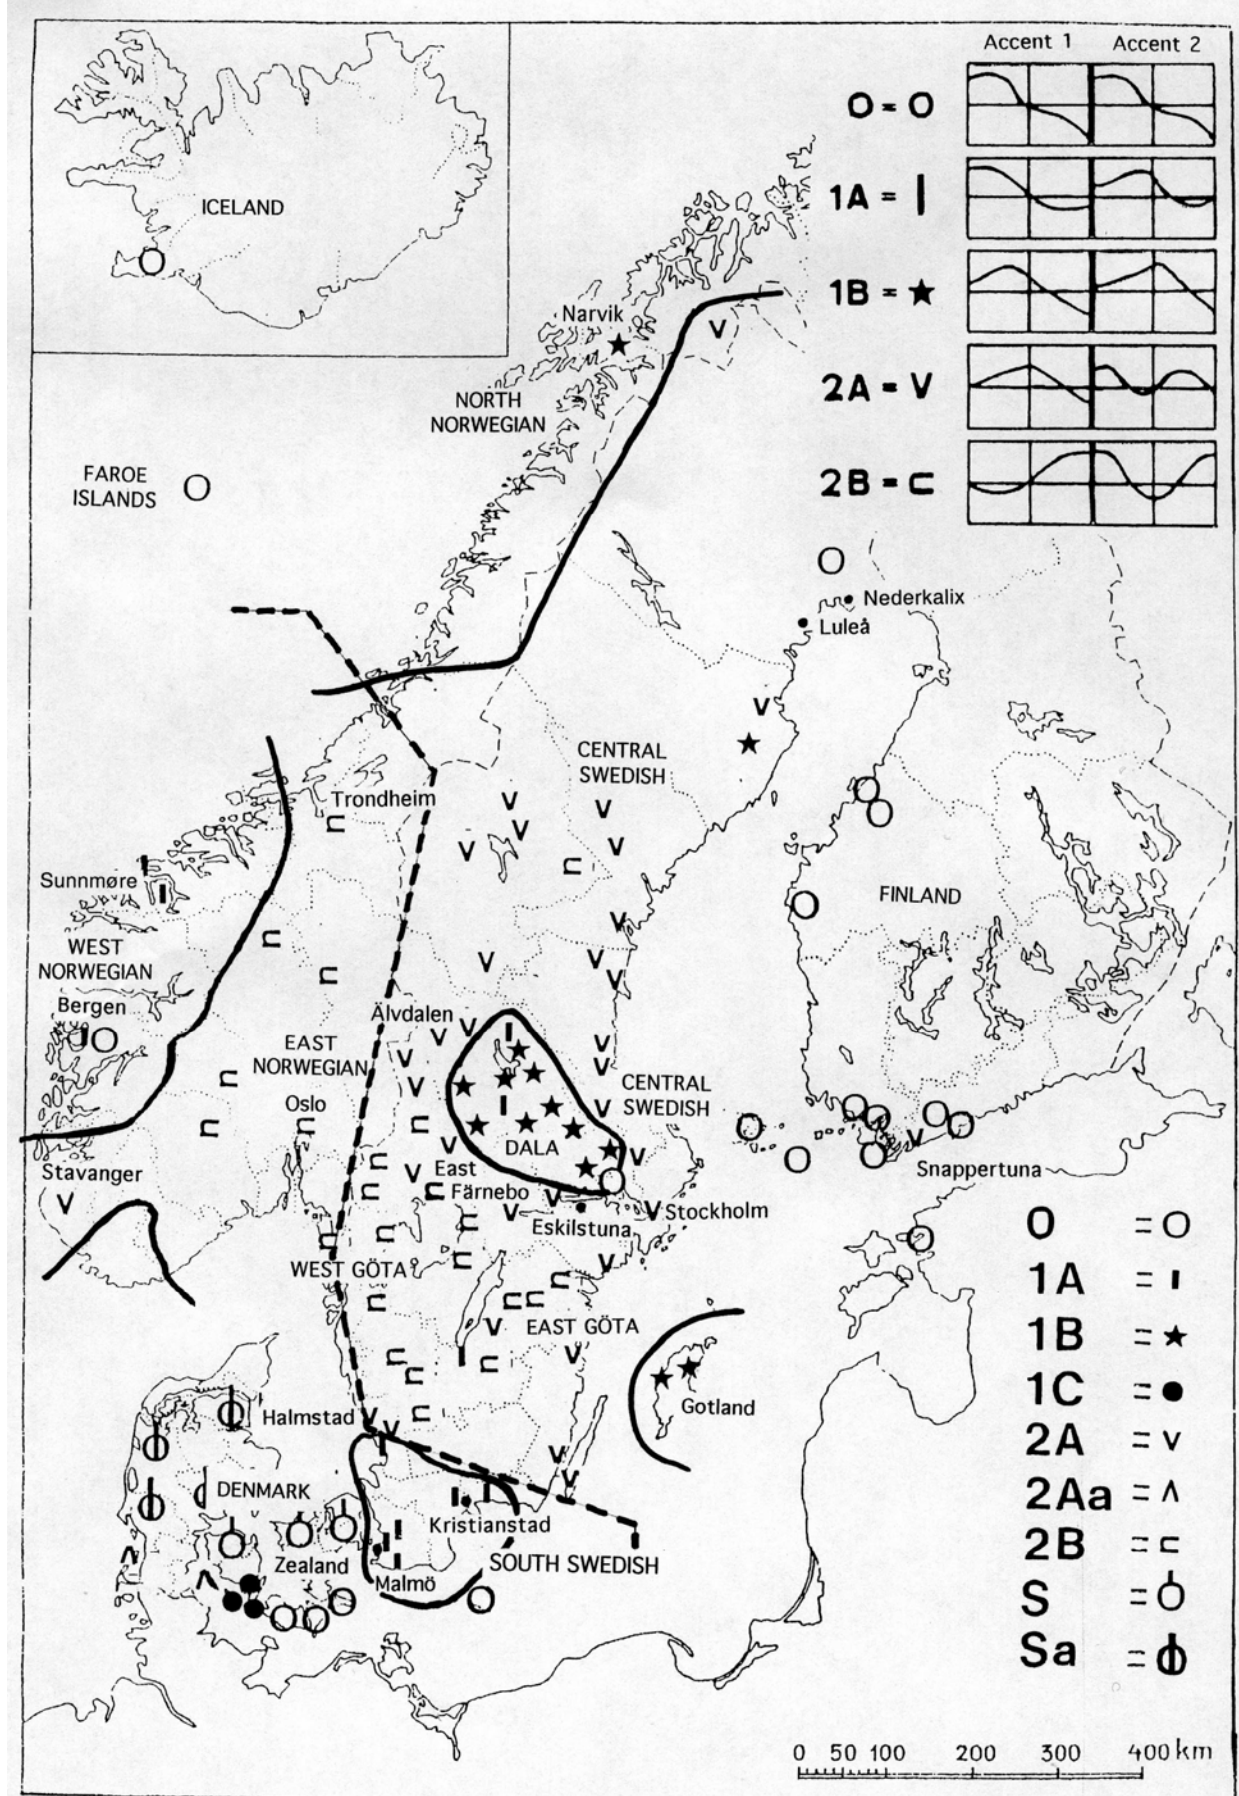 Accent 1 Accent 2
O = O
1A = I
1B = ★
2A = V
2B = ⊏
ICELAND
Narvik
NORTH
NORWEGIAN
FAROE
ISLANDS
Nederkalix
Luleå
CENTRAL
SWEDISH
Trondheim
Sunnmøre
FINLAND
WEST
NORWEGIAN
Bergen
Älvdalen
EAST
NORWEGIAN
CENTRAL
SWEDISH
Oslo
DALA
Stavanger
East
Färnebo
Snappertuna
Stockholm
Eskilstuna
WEST GÖTA
EAST GÖTA
Gotland
Halmstad
DENMARK
Kristianstad
Zealand
SOUTH SWEDISH
Malmö
O = O
1A = I
1B = ★
1C = ●
2A = V
2Aa = ʌ
2B = ⊏
S =
Sa =
0 50 100 200 300 400 km